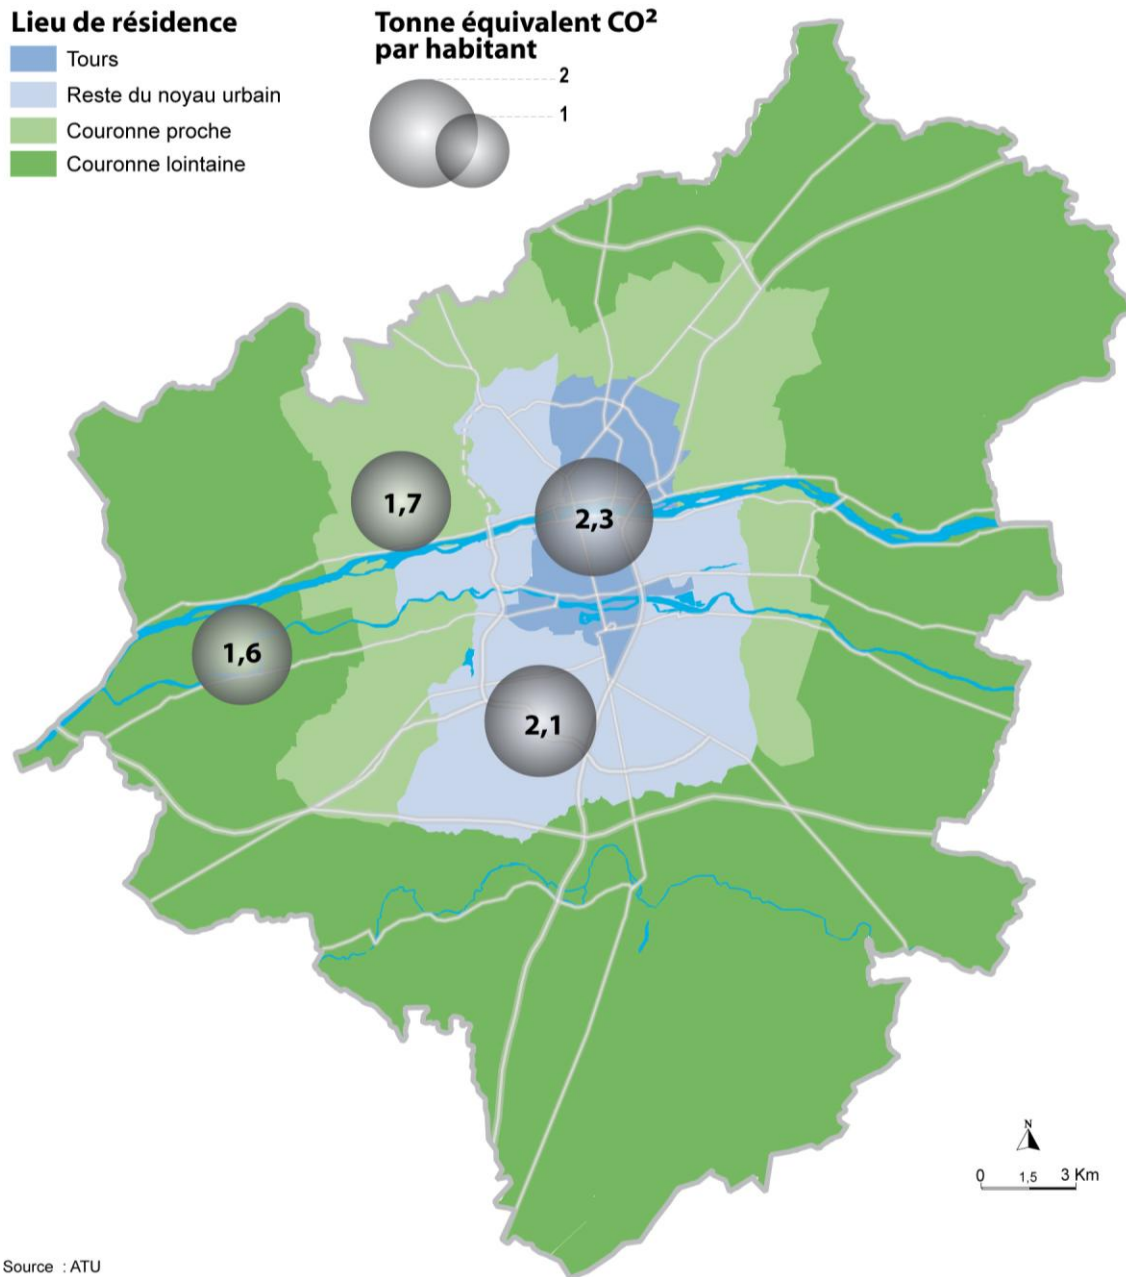 Lieu de résidence
Tours
Reste du noyau urbain
Couronne proche
Couronne lointaine
Tonne équivalent CO²
par habitant
2
1
1,7
2,3
1,6
2,1
N
0 1,5 3 Km
Source : ATU